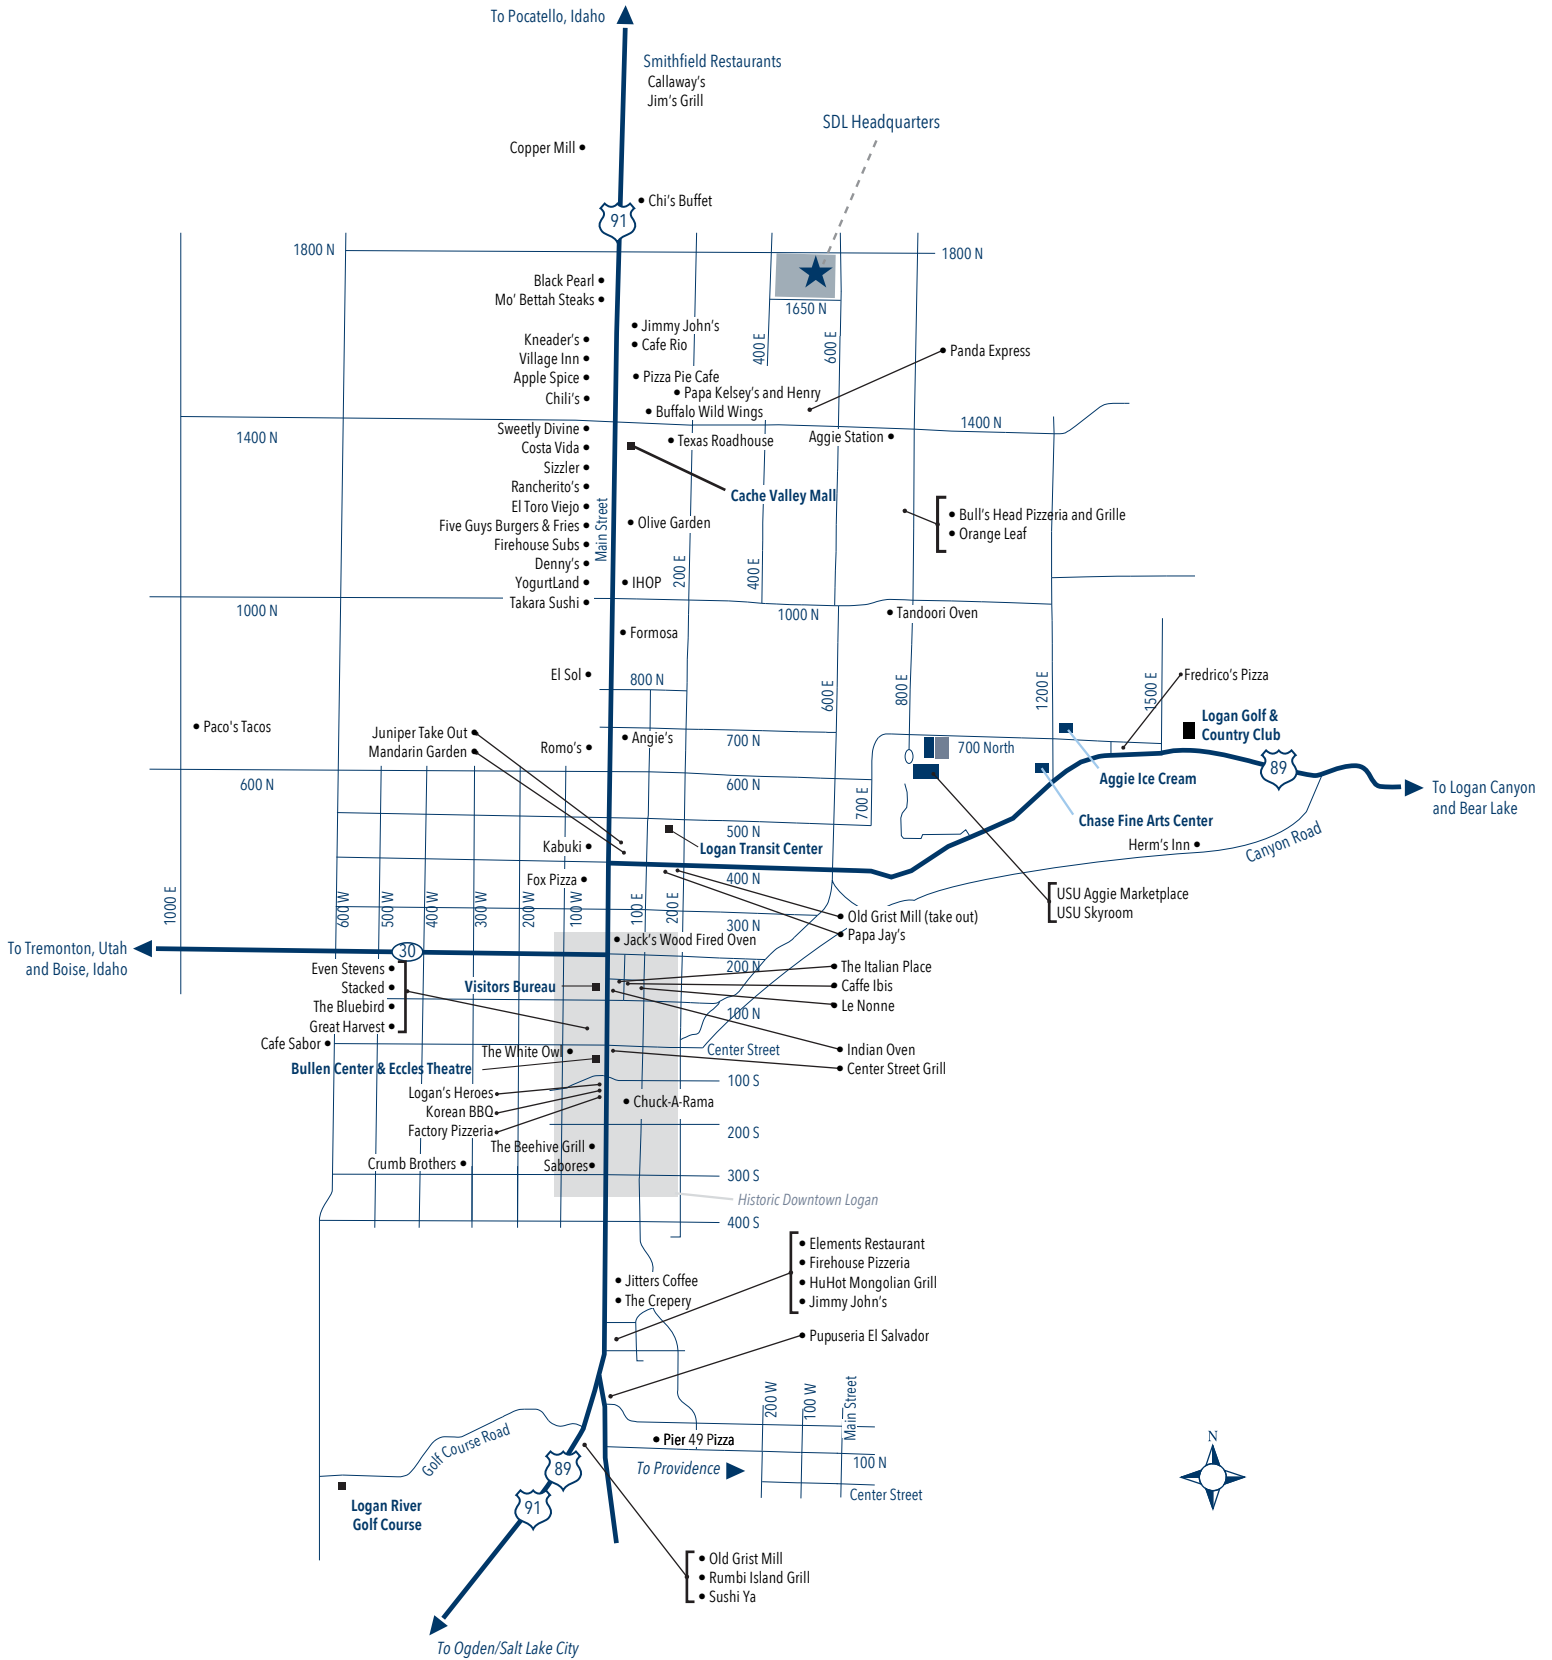 To Pocatello, Idaho
Smithfield Restaurants
Callaway's
Jim's Grill
SDL Headquarters
Copper Mill
Chi's Buffet
91
1800 N
1800 N
Black Pearl
Mo' Bettah Steaks
1650 N
Jimmy John's
Cafe Rio
400 E
600 E
Kneader's
Village Inn
Apple Spice
Chili's
Panda Express
Pizza Pie Cafe
Papa Kelsey's and Henry
Buffalo Wild Wings
1400 N
1400 N
Sweetly Divine
Costa Vida
Sizzler
Rancherito's
El Toro Viejo
Five Guys Burgers & Fries
Firehouse Subs
Denny's
YogurtLand
Takara Sushi
Main Street
Texas Roadhouse
Aggie Station
Cache Valley Mall
Olive Garden
Bull's Head Pizzeria and Grille
Orange Leaf
200 E
400 E
IHOP
1000 N
1000 N
Tandoori Oven
Formosa
El Sol
800 N
600 E
800 E
1200 E
1500 E
Fredrico's Pizza
Paco's Tacos
Juniper Take Out
Mandarin Garden
Romo's
Angie's
700 N
700 North
Logan Golf &
Country Club
Aggie Ice Cream
89
To Logan Canyon
and Bear Lake
600 N
600 N
700 E
500 N
Chase Fine Arts Center
Logan Transit Center
Kabuki
Herm's Inn
Canyon Road
Fox Pizza
400 N
1000 E
600 W
500 W
400 W
300 W
200 W
100 W
100 E
200 E
USU Aggie Marketplace
USU Skyroom
300 N
Old Grist Mill (take out)
Papa Jay's
To Tremonton, Utah
and Boise, Idaho
30
Jack's Wood Fired Oven
200 N
Even Stevens
Stacked
The Bluebird
Great Harvest
Visitors Bureau
The Italian Place
Caffe Ibis
Le Nonne
100 N
Cafe Sabor
The White Owl
Center Street
Indian Oven
Center Street Grill
Bullen Center & Eccles Theatre
100 S
Logan's Heroes
Korean BBQ
Factory Pizzeria
Chuck-A-Rama
200 S
The Beehive Grill
Sabores
Crumb Brothers
300 S
Historic Downtown Logan
400 S
Elements Restaurant
Firehouse Pizzeria
HuHot Mongolian Grill
Jimmy John's
Jitters Coffee
The Crepery
Pupuseria El Salvador
200 W
100 W
Main Street
Golf Course Road
Pier 49 Pizza
100 N
To Providence
Center Street
89
91
N
Logan River
Golf Course
Old Grist Mill
Rumbi Island Grill
Sushi Ya
To Ogden/Salt Lake City